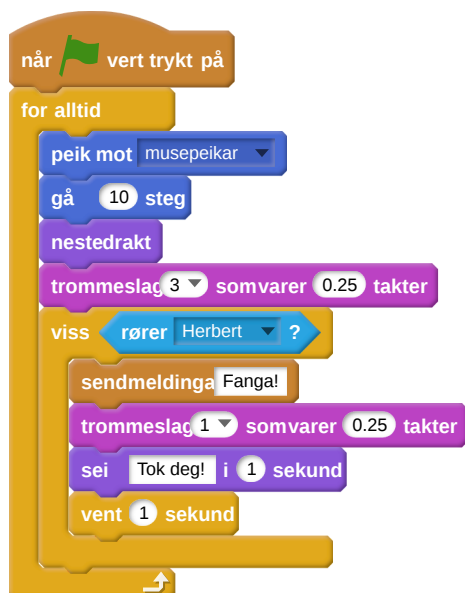 når vert trykt på
for alltid
peik mot musepeikar
gå 10 steg
nestedrakt
trommeslag 3 somvarer 0.25 takter
viss rører Herbert ?
sendmeldinga Fanga!
trommeslag 1 somvarer 0.25 takter
sei Tok deg! i 1 sekund
vent 1 sekund